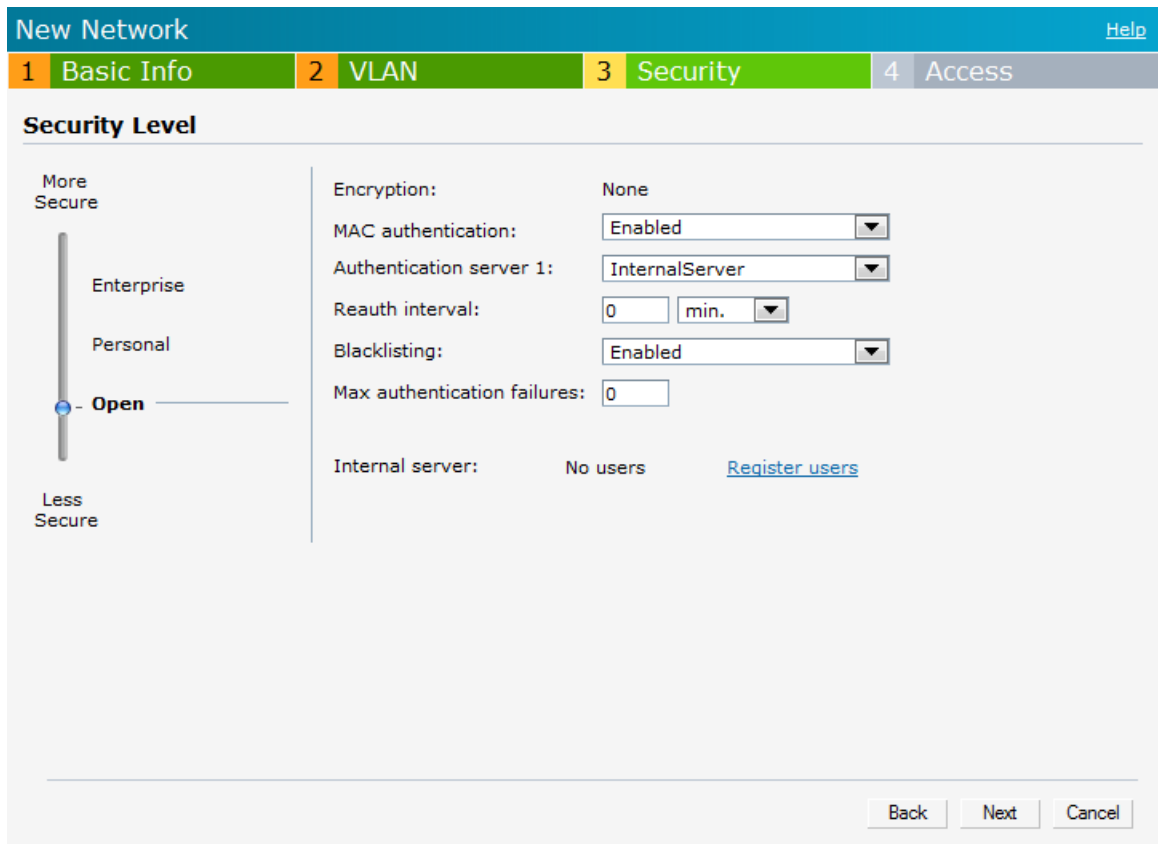 New Network
Help
1 Basic Info
2 VLAN
3 Security
4 Access
Security Level
More
Secure
Enterprise
Personal
Open
Less
Secure
Encryption: None
MAC authentication: Enabled
Authentication server 1: InternalServer
Reauth interval: 0 min.
Blacklisting: Enabled
Max authentication failures: 0
Internal server: No users Register users
Back Next Cancel